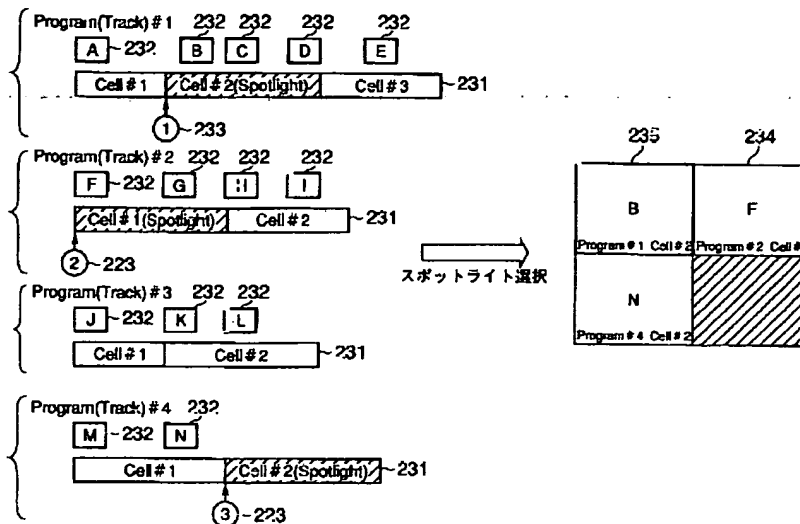 Program(Track)#1
232 232 232 232
A 232 B C D E
Cell#1 Cell#2(Spotlight) Cell#3 231
1 233
Program(Track)#2
232 232 232
F 232 G H I
Cell#1(Spotlight) Cell#2 231
2 223
Program(Track)#3
232 232
J 232 K L
Cell#1 Cell#2 231
Program(Track)#4
232
M 232 N
Cell#1 Cell#2(Spotlight) 231
3 223
スポットライト選択
235 234
B F
Program#1 Cell#2 Program#2 Cell#
N
Program#4 Cell#2